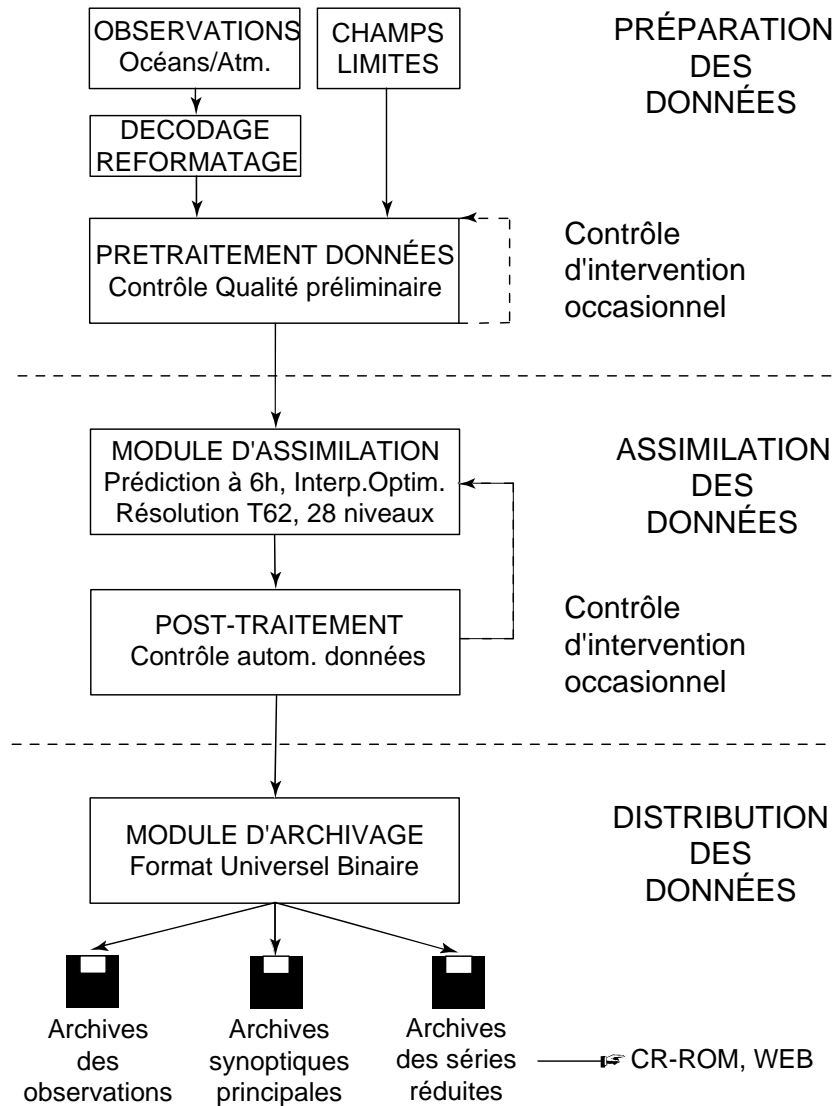 OBSERVATIONS
Océans/Atm.
CHAMPS
LIMITES
PRÉPARATION
DES
DONNÉES
DECODAGE
REFORMATAGE
PRETRAITEMENT DONNÉES
Contrôle Qualité préliminaire
Contrôle
d'intervention
occasionnel
MODULE D'ASSIMILATION
Prédiction à 6h, Interp.Optim.
Résolution T62, 28 niveaux
ASSIMILATION
DES
DONNÉES
POST-TRAITEMENT
Contrôle autom. données
Contrôle
d'intervention
occasionnel
MODULE D'ARCHIVAGE
Format Universel Binaire
DISTRIBUTION
DES
DONNÉES
Archives
des
observations
Archives
synoptiques
principales
Archives
des séries
réduites
CR-ROM, WEB